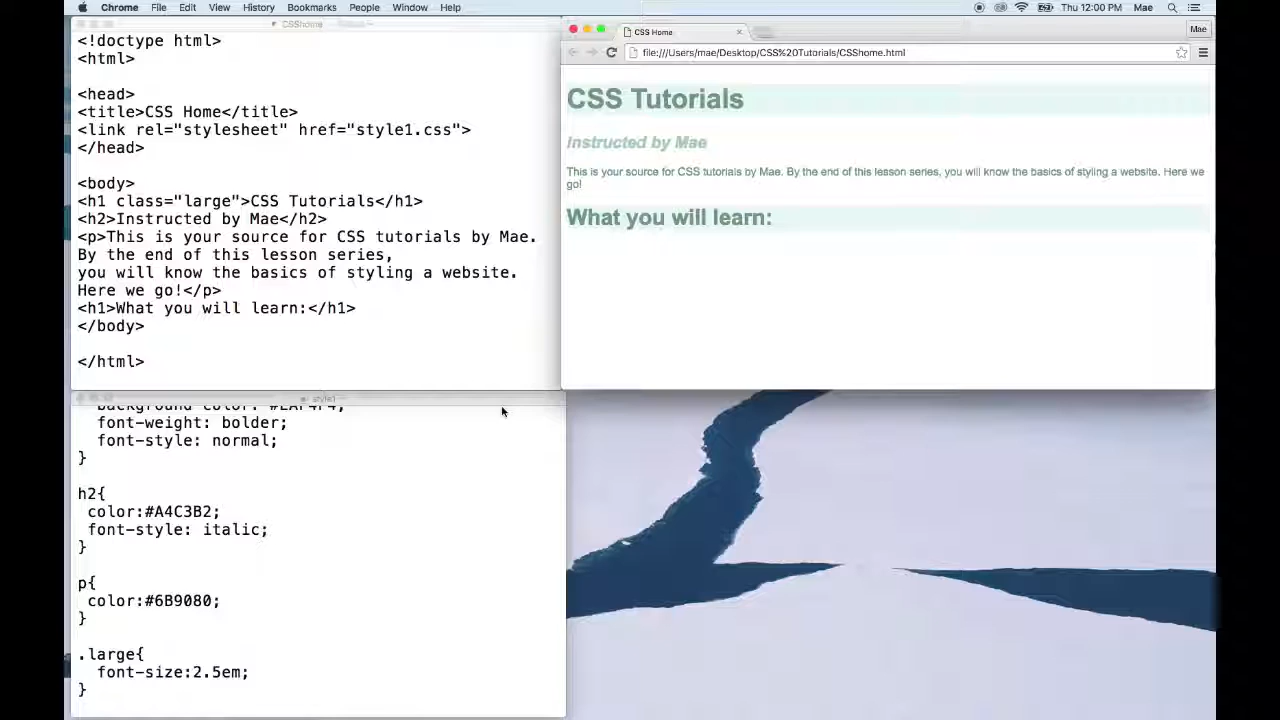 Chrome File Edit View History Bookmarks People Window Help Thu 12:00 PM Mae
CSShome
<!doctype html>
<html>
<head>
<title>CSS Home</title>
<link rel="stylesheet" href="style1.css">
</head>
<body>
<h1 class="large">CSS Tutorials</h1>
<h2>Instructed by Mae</h2>
<p>This is your source for CSS tutorials by Mae.
By the end of this lesson series,
you will know the basics of styling a website.
Here we go!</p>
<h1>What you will learn:</h1>
</body>
</html>
CSS Home
Mae
file:///Users/mae/Desktop/CSS%20Tutorials/CSShome.html
CSS Tutorials
Instructed by Mae
This is your source for CSS tutorials by Mae. By the end of this lesson series, you will know the basics of styling a website. Here we
go!
What you will learn:
style1
font-weight: bolder;
font-style: normal;
}
h2{
color:#A4C3B2;
font-style: italic;
}
p{
color:#6B9080;
}
.large{
font-size:2.5em;
}